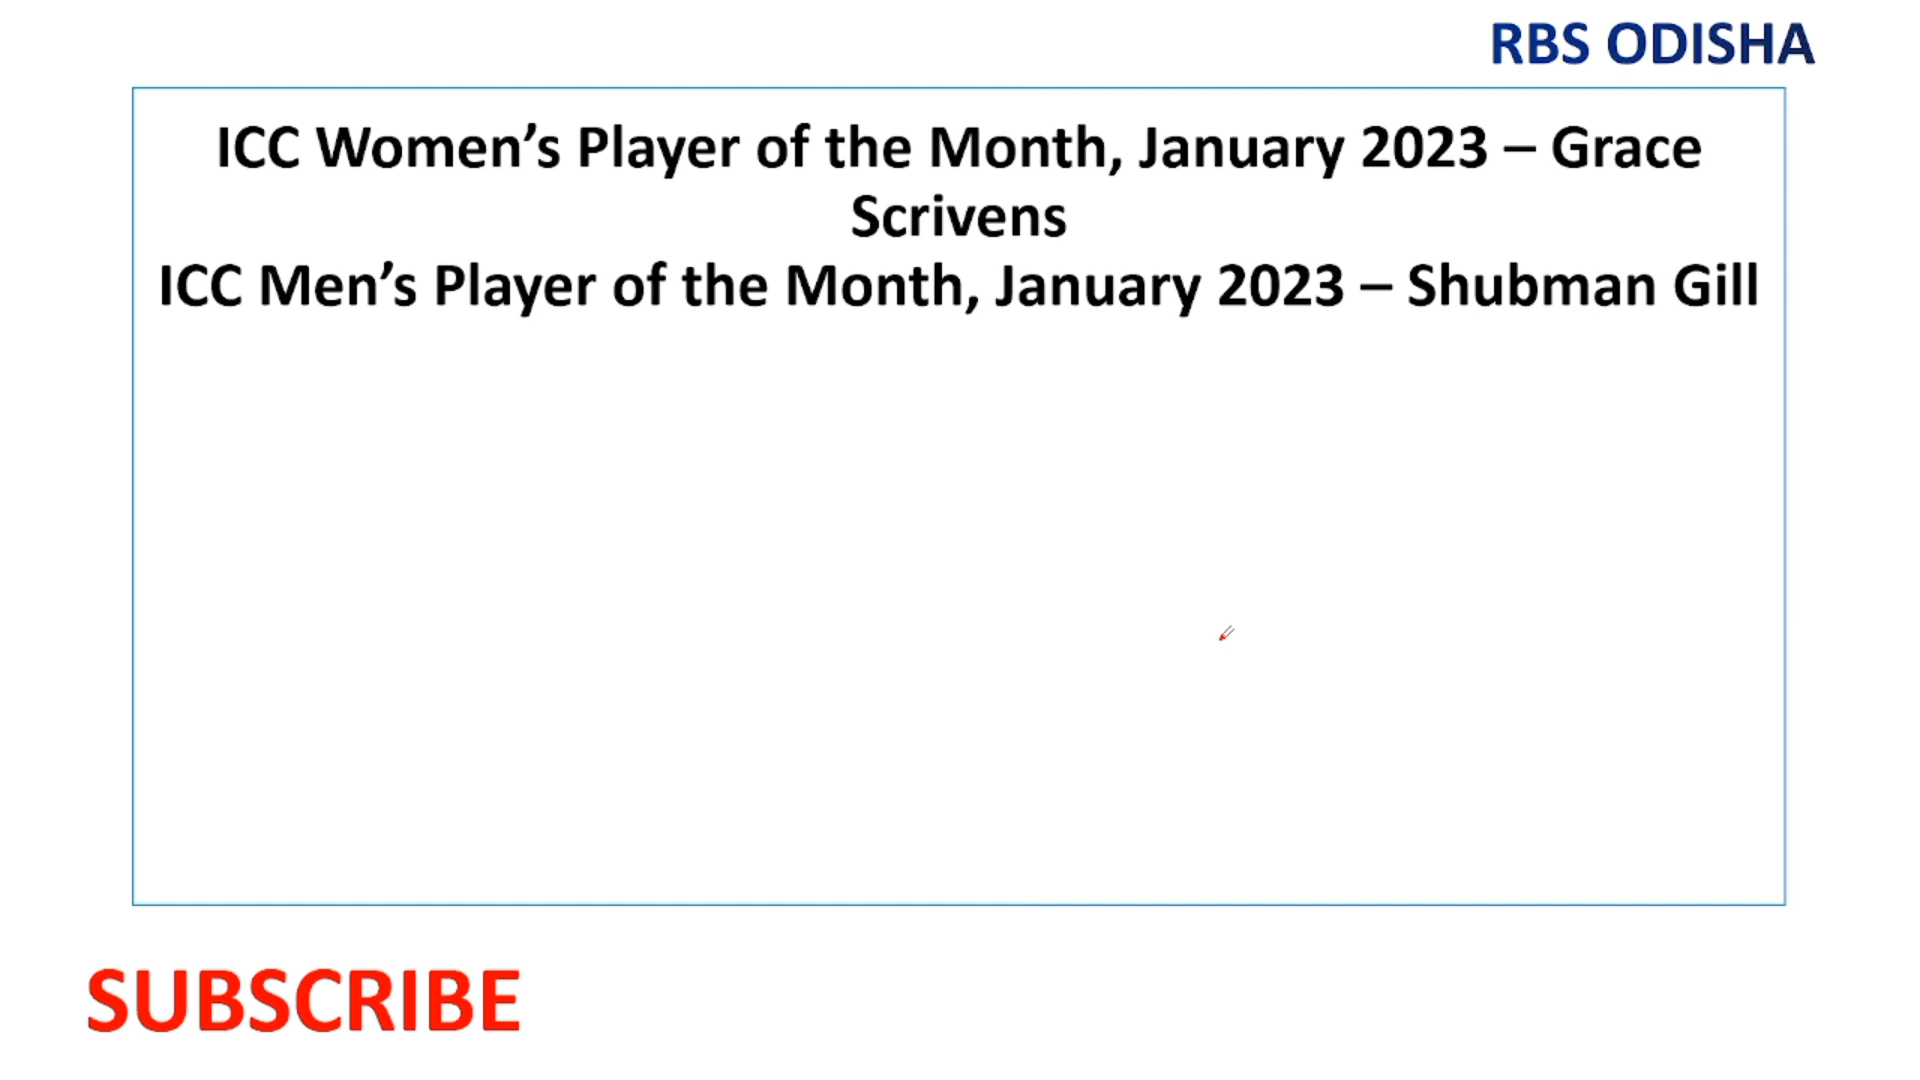 RBS ODISHA
ICC Women’s Player of the Month, January 2023 – Grace
Scrivens
ICC Men’s Player of the Month, January 2023 – Shubman Gill
SUBSCRIBE